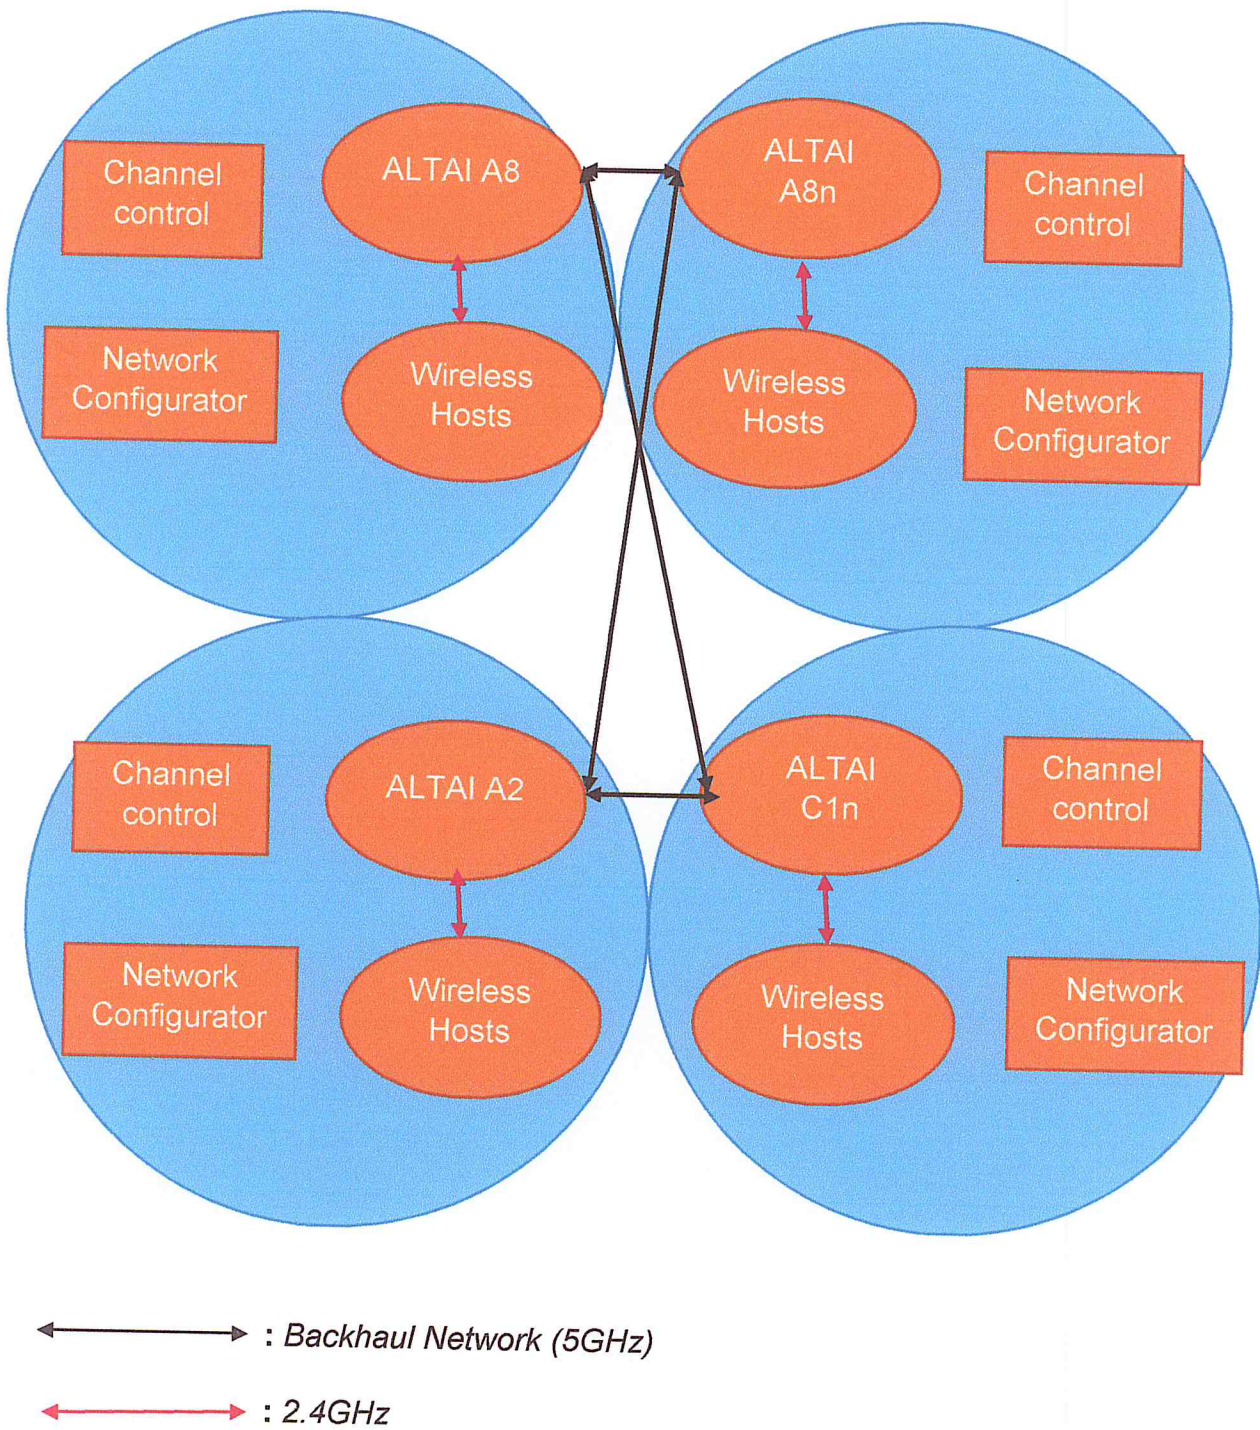 Channel
control
ALTAI A8
Network
Configurator
Wireless
Hosts
ALTAI
A8n
Channel
control
Wireless
Hosts
Network
Configurator
Channel
control
ALTAI A2
Network
Configurator
Wireless
Hosts
ALTAI
C1n
Channel
control
Wireless
Hosts
Network
Configurator
: Backhaul Network (5GHz)
: 2.4GHz